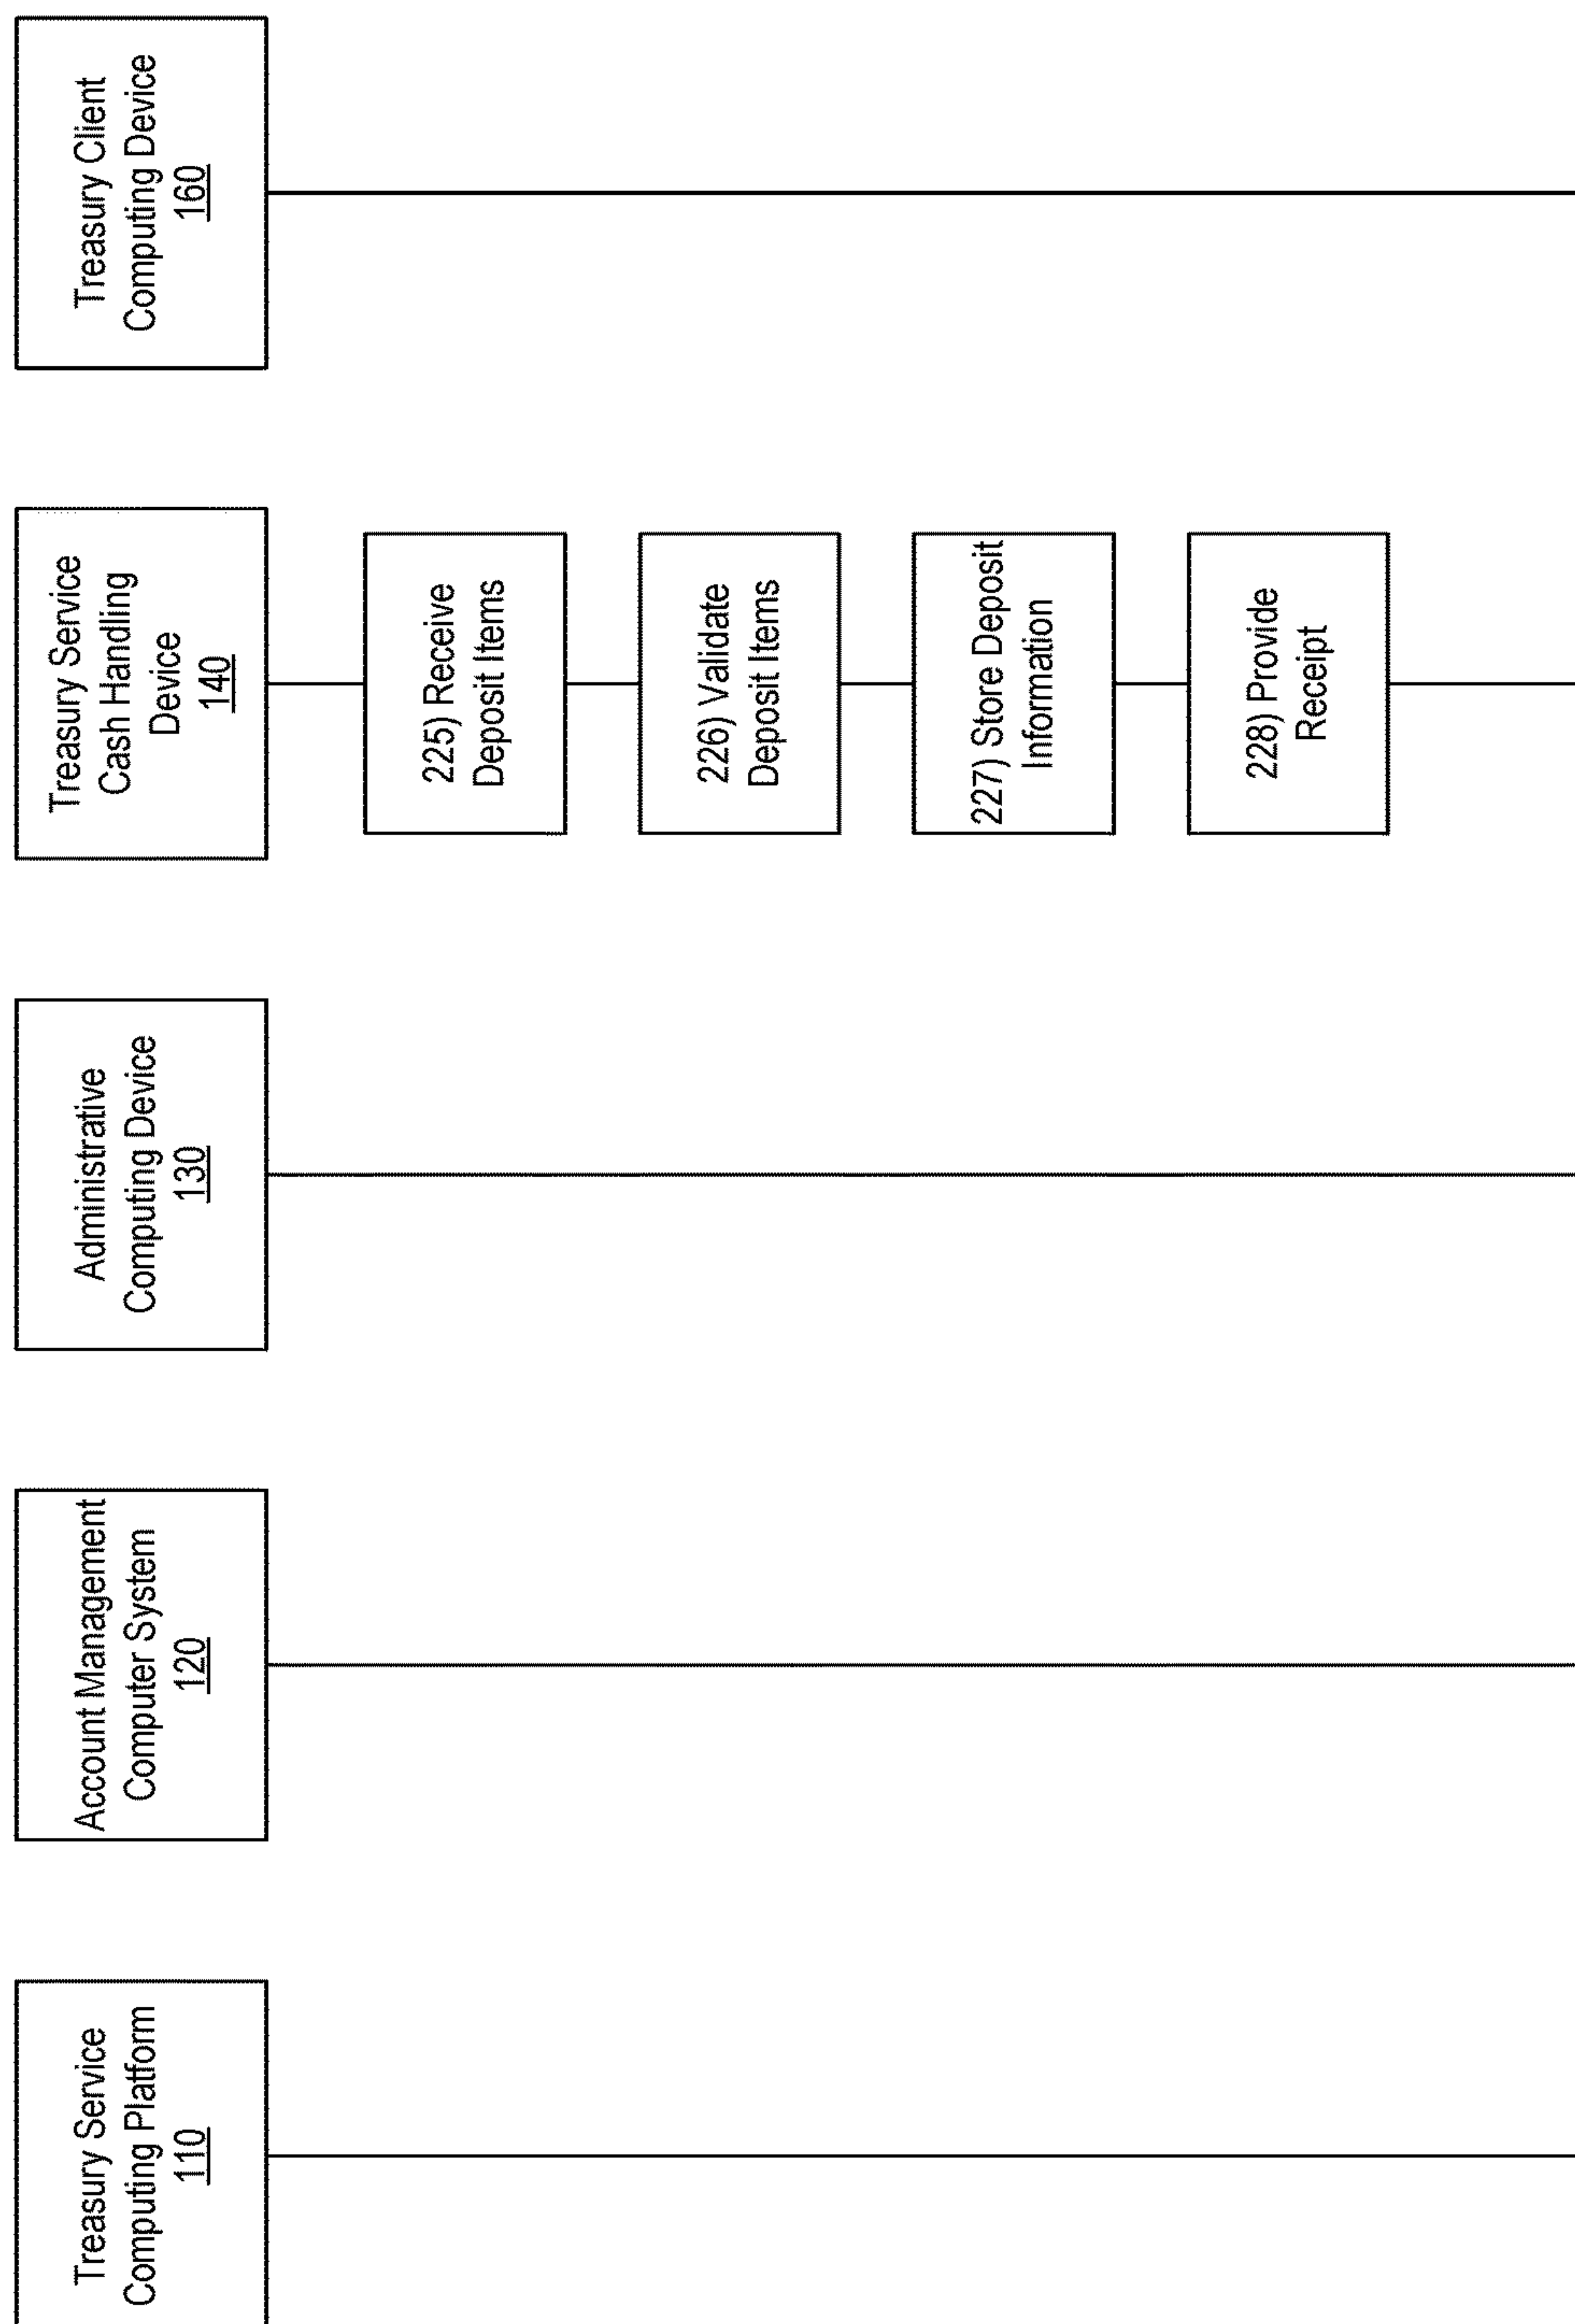 Treasury Service
Computing Platform
110
Account Management
Computer System
120
Administrative
Computing Device
130
Treasury Service
Cash Handling
Device
140
Treasury Client
Computing Device
160
225) Receive
Deposit Items
226) Validate
Deposit Items
227) Store Deposit
Information
228) Provide
Receipt